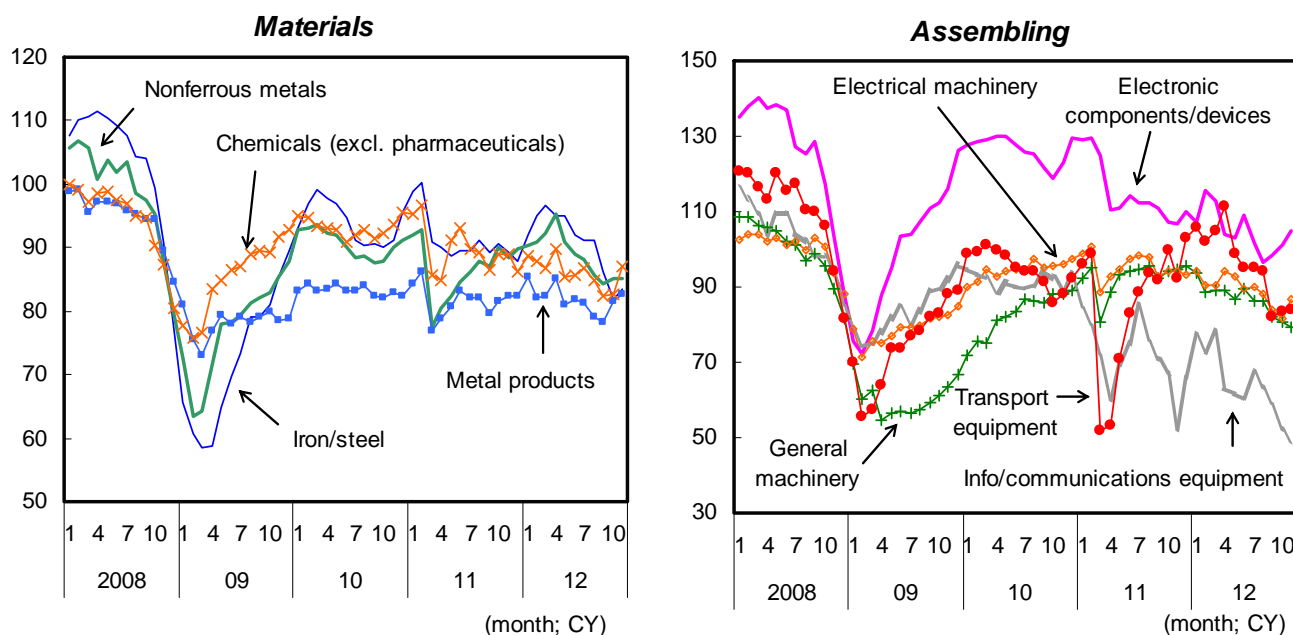 Materials
120
110
100
90
80
70
60
50
Nonferrous metals
Chemicals (excl. pharmaceuticals)
Metal products
Iron/steel
1 4 7 10 1 4 7 10 1 4 7 10 1 4 7 10 1 4 7 10
2008 09 10 11 12
(month; CY)
Assembling
150
130
110
90
70
50
30
Electrical machinery
Electronic
components/devices
Transport
equipment
General
machinery
Info/communications equipment
1 4 7 10 1 4 7 10 1 4 7 10 1 4 7 10 1 4 7 10
2008 09 10 11 12
(month; CY)